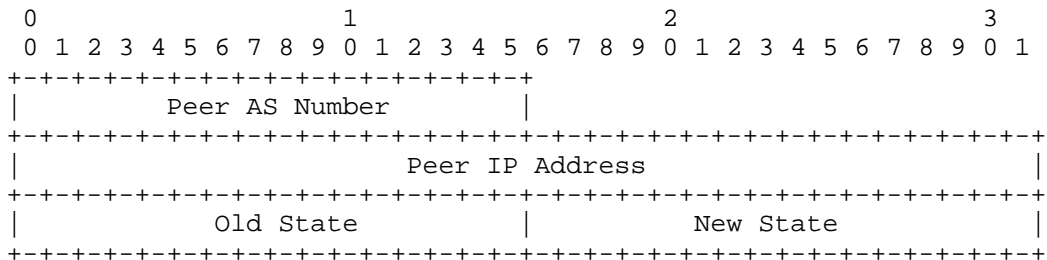 0                   1                   2                   3
 0 1 2 3 4 5 6 7 8 9 0 1 2 3 4 5 6 7 8 9 0 1 2 3 4 5 6 7 8 9 0 1
+-+-+-+-+-+-+-+-+-+-+-+-+-+-+-+-+
|         Peer AS Number        |
+-+-+-+-+-+-+-+-+-+-+-+-+-+-+-+-+-+-+-+-+-+-+-+-+-+-+-+-+-+-+-+-+
|                        Peer IP Address                        |
+-+-+-+-+-+-+-+-+-+-+-+-+-+-+-+-+-+-+-+-+-+-+-+-+-+-+-+-+-+-+-+-+
|            Old State          |          New State            |
+-+-+-+-+-+-+-+-+-+-+-+-+-+-+-+-+-+-+-+-+-+-+-+-+-+-+-+-+-+-+-+-+